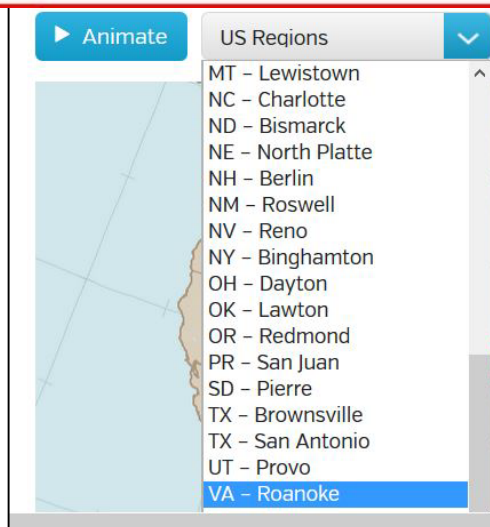 Animate
US Regions
MT – Lewistown
NC – Charlotte
ND – Bismarck
NE – North Platte
NH – Berlin
NM – Roswell
NV – Reno
NY – Binghamton
OH – Dayton
OK – Lawton
OR – Redmond
PR – San Juan
SD – Pierre
TX – Brownsville
TX – San Antonio
UT – Provo
VA – Roanoke